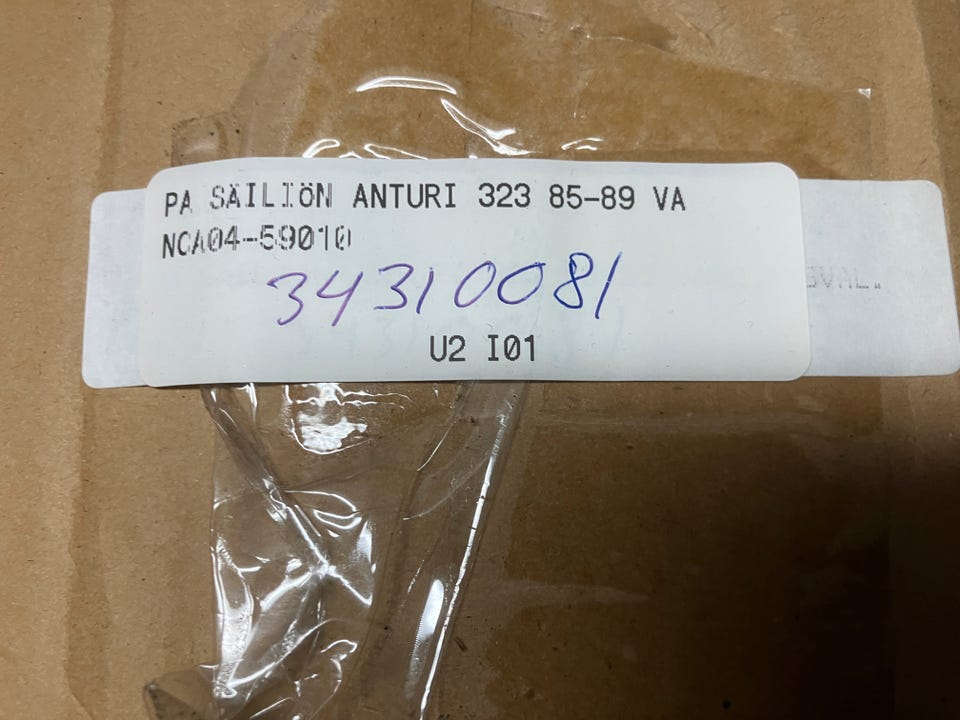 PA SÄILIÖN ANTURI 323 85-89 VA
NCA04-59010
34310081
U2 I01